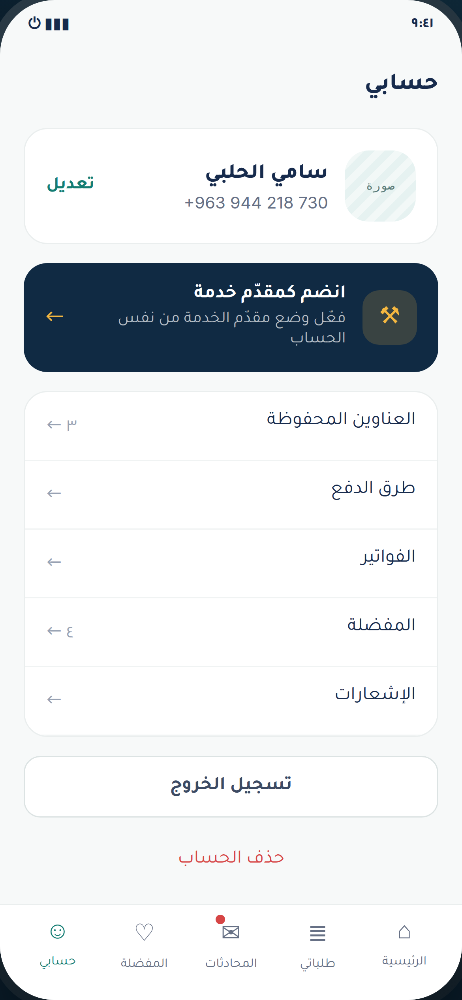 ٩:٤١
حسابي
صورة
سامي الحلبي
+963 944 218 730
تعديل
انضم كمقدّم خدمة
فعّل وضع مقدّم الخدمة من نفس
الحساب
←
العناوين المحفوظة
٣ ←
طرق الدفع
←
الفواتير
←
المفضلة
٤ ←
الإشعارات
←
تسجيل الخروج
حذف الحساب
الرئيسية
طلباتي
المحادثات
المفضلة
حسابي